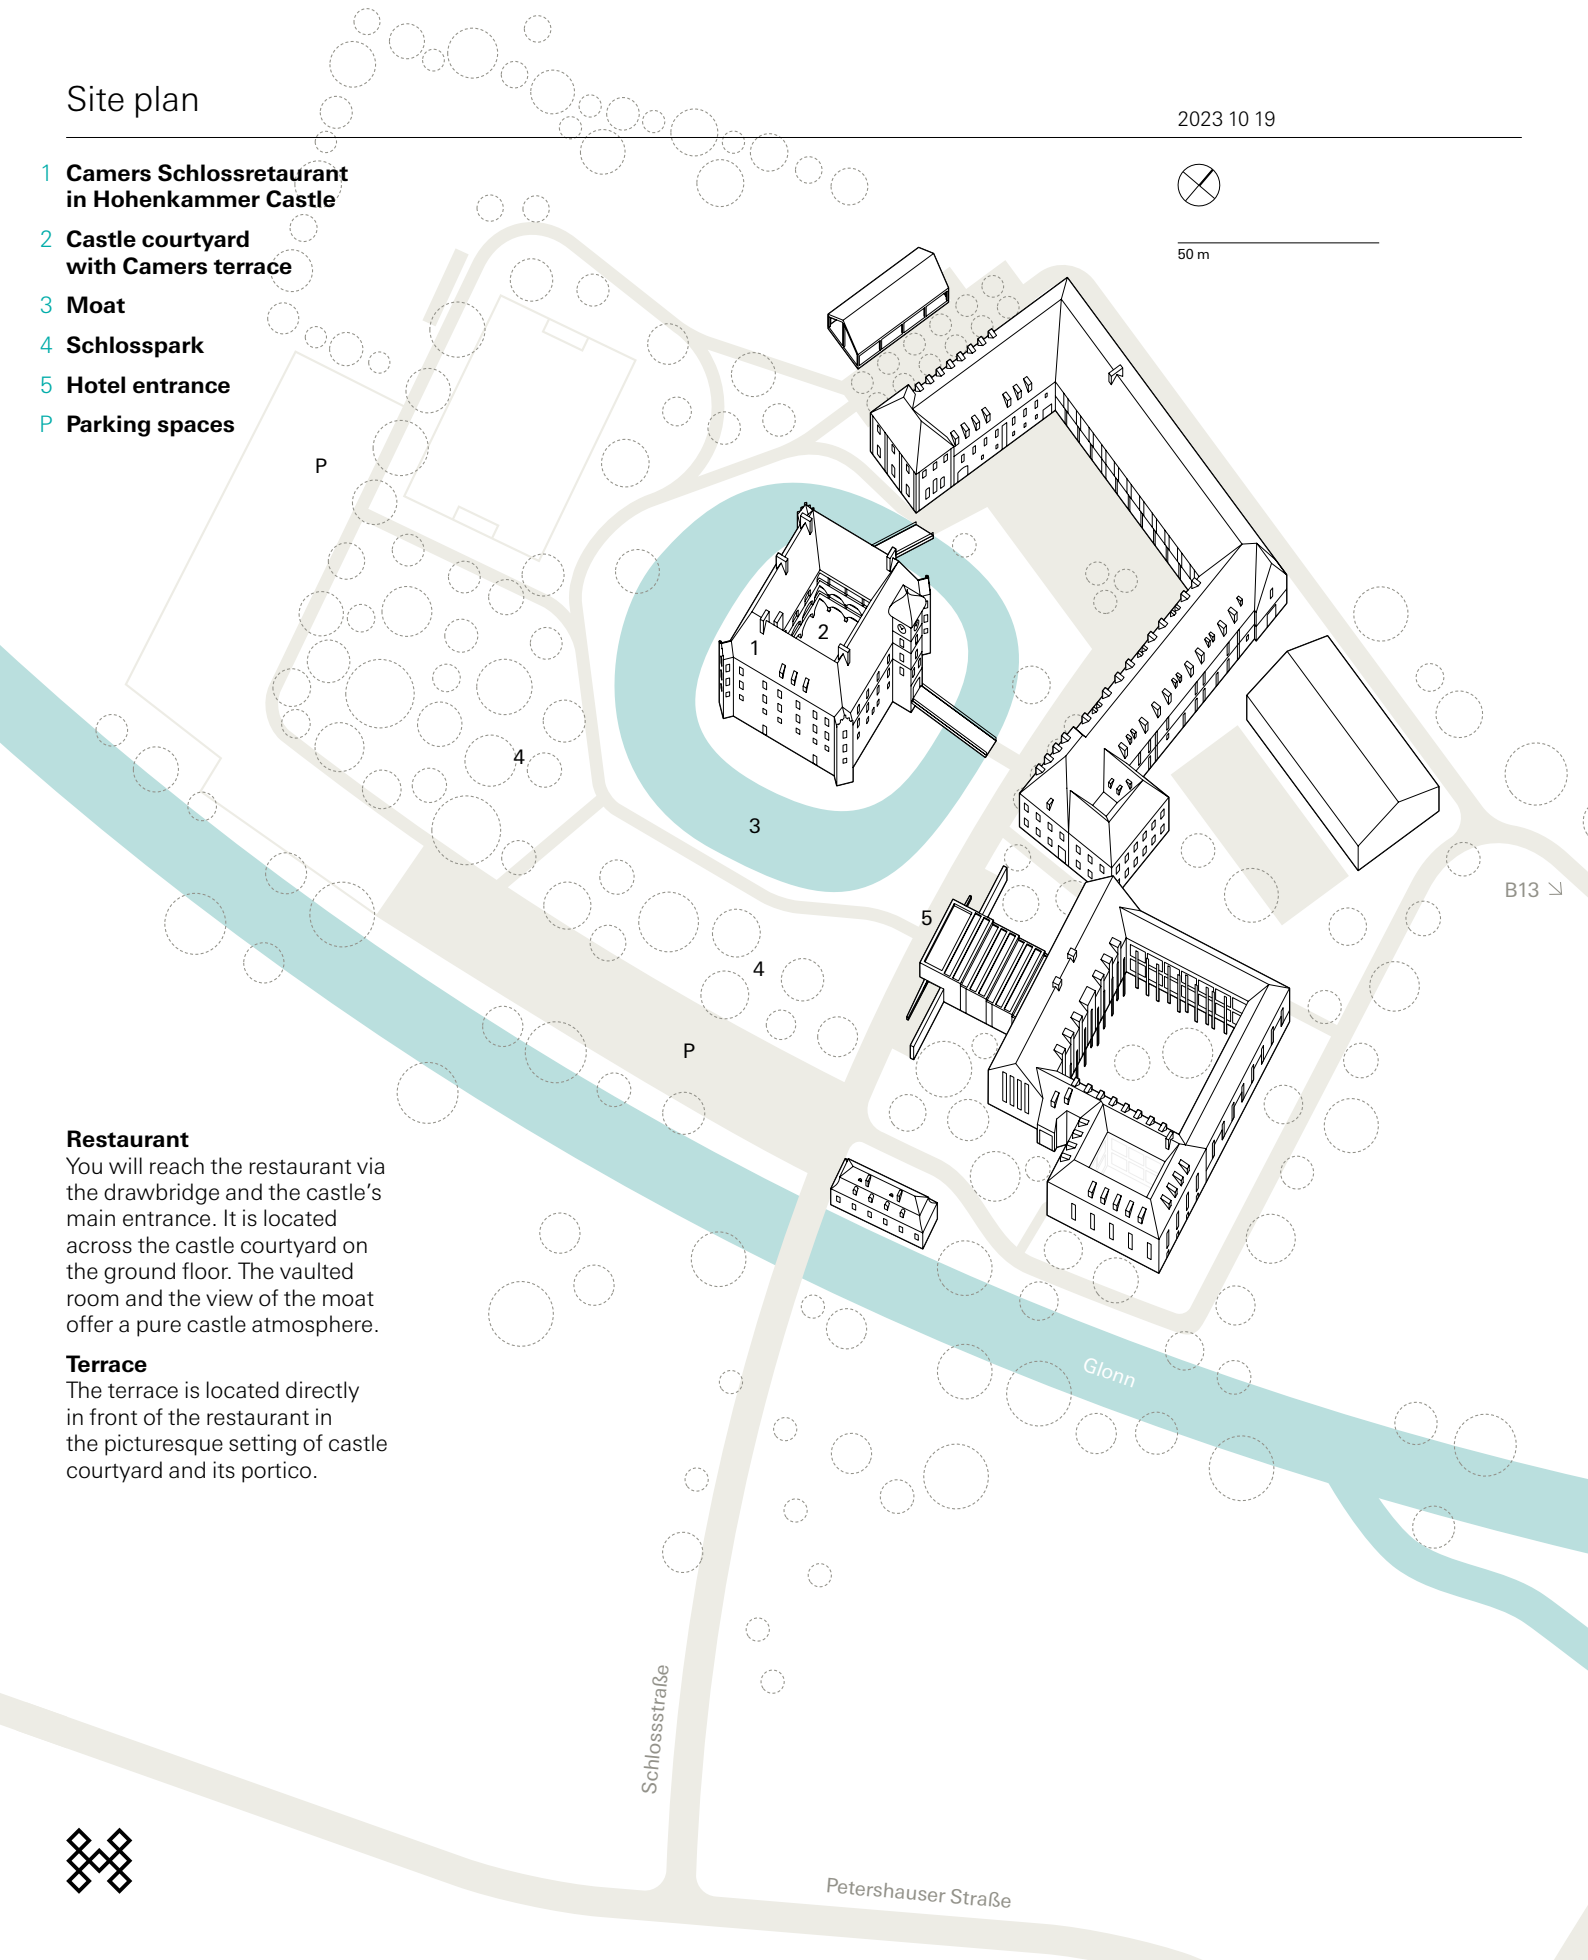 Site plan
2023 10 19
1 Camers Schlossretaurant
in Hohenkammer Castle
2 Castle courtyard
with Camers terrace
3 Moat
4 Schlosspark
5 Hotel entrance
P Parking spaces
50 m
P
2
1
4
3
5
4
P
B13
Restaurant
You will reach the restaurant via
the drawbridge and the castle’s
main entrance. It is located
across the castle courtyard on
the ground floor. The vaulted
room and the view of the moat
offer a pure castle atmosphere.
Terrace
The terrace is located directly
in front of the restaurant in
the picturesque setting of castle
courtyard and its portico.
Glonn
Schlossstraße
Petershauser Straße